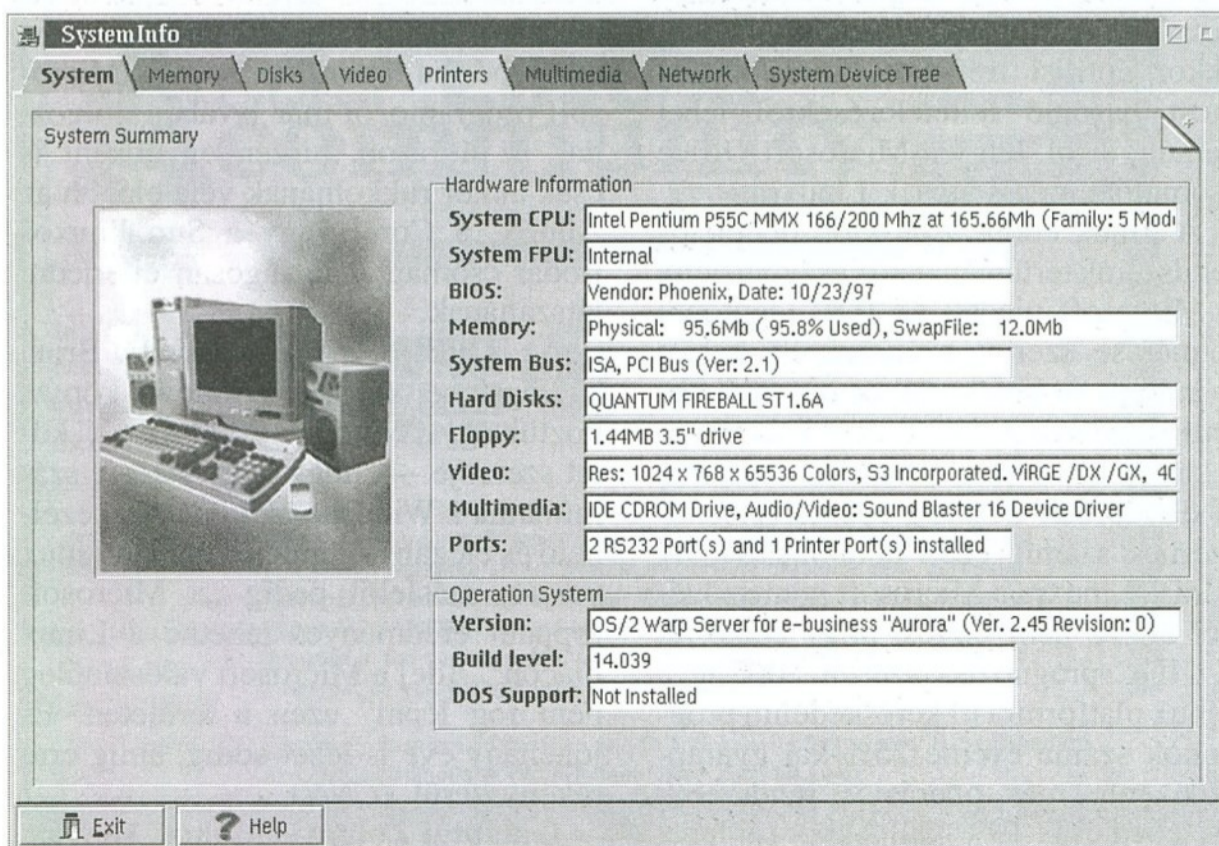 SystemInfo
System Memory Disks Video Printers Multimedia Network System Device Tree
System Summary
Hardware Information
System CPU: Intel Pentium P55C MMX 166/200 Mhz at 165.66Mh (Family: 5 Mod
System FPU: Internal
BIOS: Vendor: Phoenix, Date: 10/23/97
Memory: Physical: 95.6Mb ( 95.8% Used), SwapFile: 12.0Mb
System Bus: ISA, PCI Bus (Ver: 2.1)
Hard Disks: QUANTUM FIREBALL ST1.6A
Floppy: 1.44MB 3.5" drive
Video: Res: 1024 x 768 x 65536 Colors, S3 Incorporated. ViRGE /DX /GX, 4
Multimedia: IDE CDROM Drive, Audio/Video: Sound Blaster 16 Device Driver
Ports: 2 RS232 Port(s) and 1 Printer Port(s) installed
Operation System
Version: OS/2 Warp Server for e-business "Aurora" (Ver. 2.45 Revision: 0)
Build level: 14.039
DOS Support: Not Installed
Exit Help